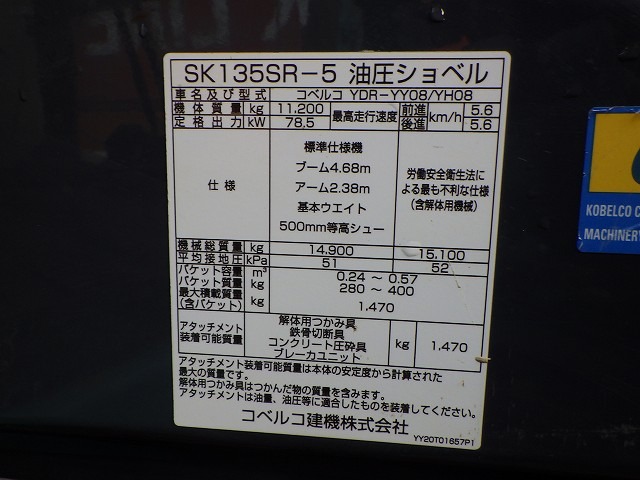 SK135SR-5 油圧ショベル
車名及び型式 コベルコ YDR-YY08/YH08
機体質量 kg 11,200 最高走行速度 前進 km/h 5.6
定格出力 kW 78.5 後進 5.6
仕様
標準仕様機
ブーム4.68m
アーム2.38m
基本ウエイト
500mm等高シュー
労働安全衛生法に
よる最も不利な仕様
(含解体用機械)
機械総質量 kg 14,900 15,100
平均接地圧 kPa 51 52
バケット容量 m³ 0.24 ～ 0.57
バケット質量 kg 280 ～ 400
最大積載質量
(含バケット) kg 1,470
アタッチメント
装着可能質量
解体用つかみ具
鉄骨切断具
コンクリート圧砕具
ブレーカユニット
kg 1,470
アタッチメント装着可能質量は本体の安定度から計算された
最大の質量です。
解体用つかみ具はつかんだ物の質量を含みます。
アタッチメントは油量、油圧等に適合したものを装着してください。
コベルコ建機株式会社
YY20T01657P1
KOBELCO C
MACHINERY